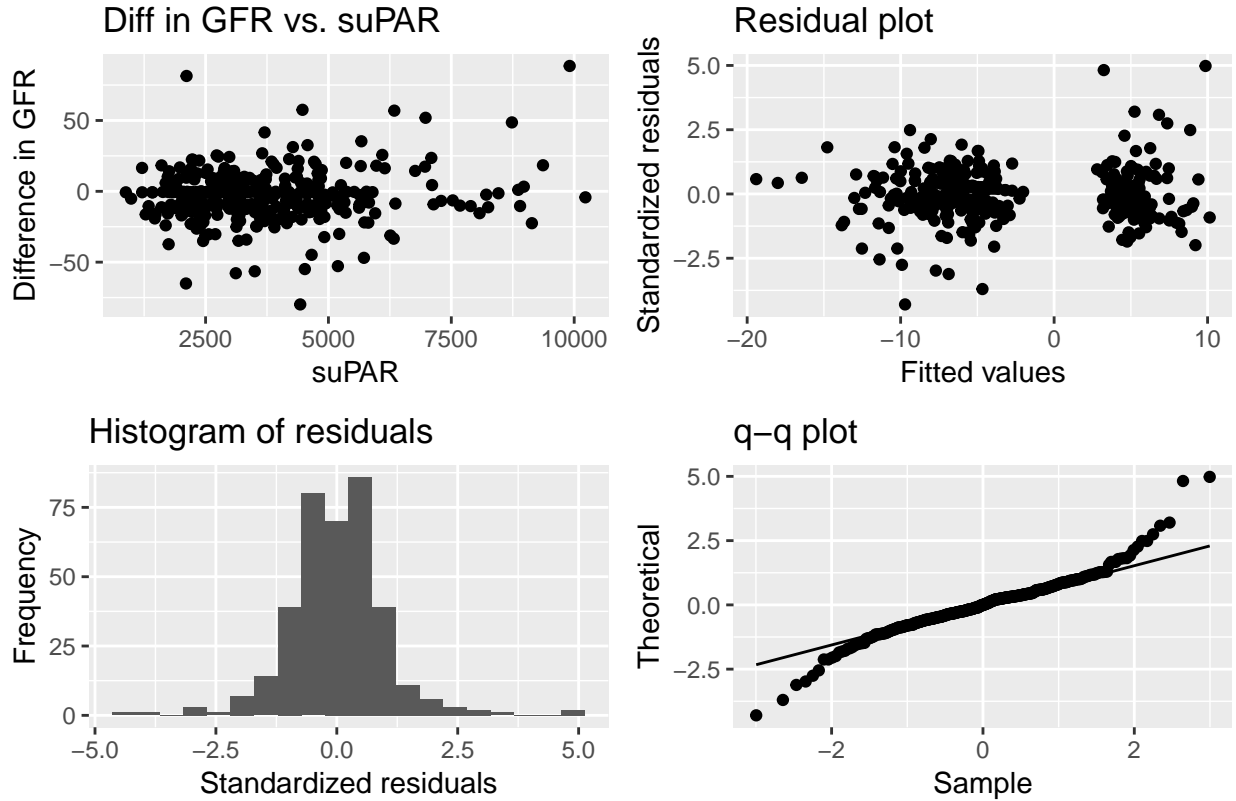 Diff in GFR vs. suPAR
Difference in GFR
50
0
−50
2500 5000 7500 10000
suPAR
Residual plot
Standardized residuals
5.0
2.5
0.0
−2.5
−20 −10 0 10
Fitted values
Histogram of residuals
Frequency
75
50
25
0
−5.0 −2.5 0.0 2.5 5.0
Standardized residuals
q−q plot
Theoretical
5.0
2.5
0.0
−2.5
−2 0 2
Sample